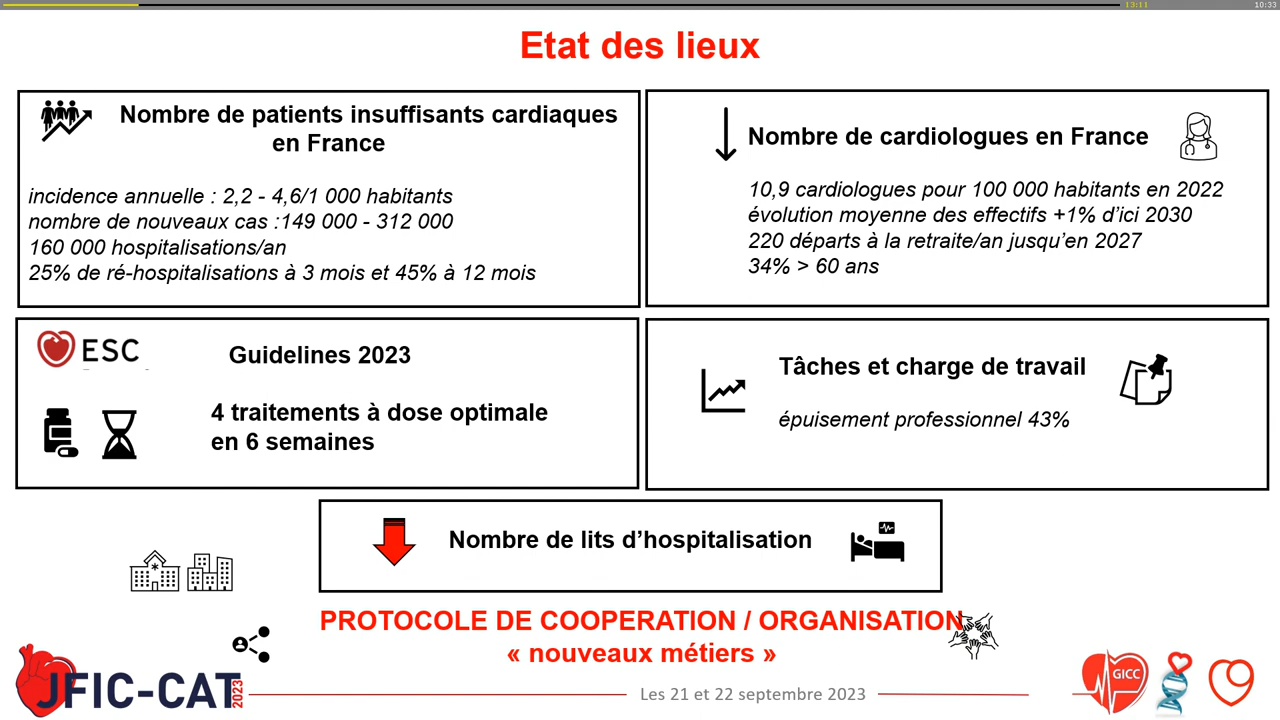 13:11
10:33
Etat des lieux
Nombre de patients insuffisants cardiaques
en France
incidence annuelle : 2,2 - 4,6/1 000 habitants
nombre de nouveaux cas :149 000 - 312 000
160 000 hospitalisations/an
25% de ré-hospitalisations à 3 mois et 45% à 12 mois
Nombre de cardiologues en France
10,9 cardiologues pour 100 000 habitants en 2022
évolution moyenne des effectifs +1% d’ici 2030
220 départs à la retraite/an jusqu’en 2027
34% > 60 ans
ESC
Guidelines 2023
4 traitements à dose optimale
en 6 semaines
Tâches et charge de travail
épuisement professionnel 43%
Nombre de lits d’hospitalisation
PROTOCOLE DE COOPERATION / ORGANISATION
« nouveaux métiers »
JFIC-CAT 2023
Les 21 et 22 septembre 2023
GICC